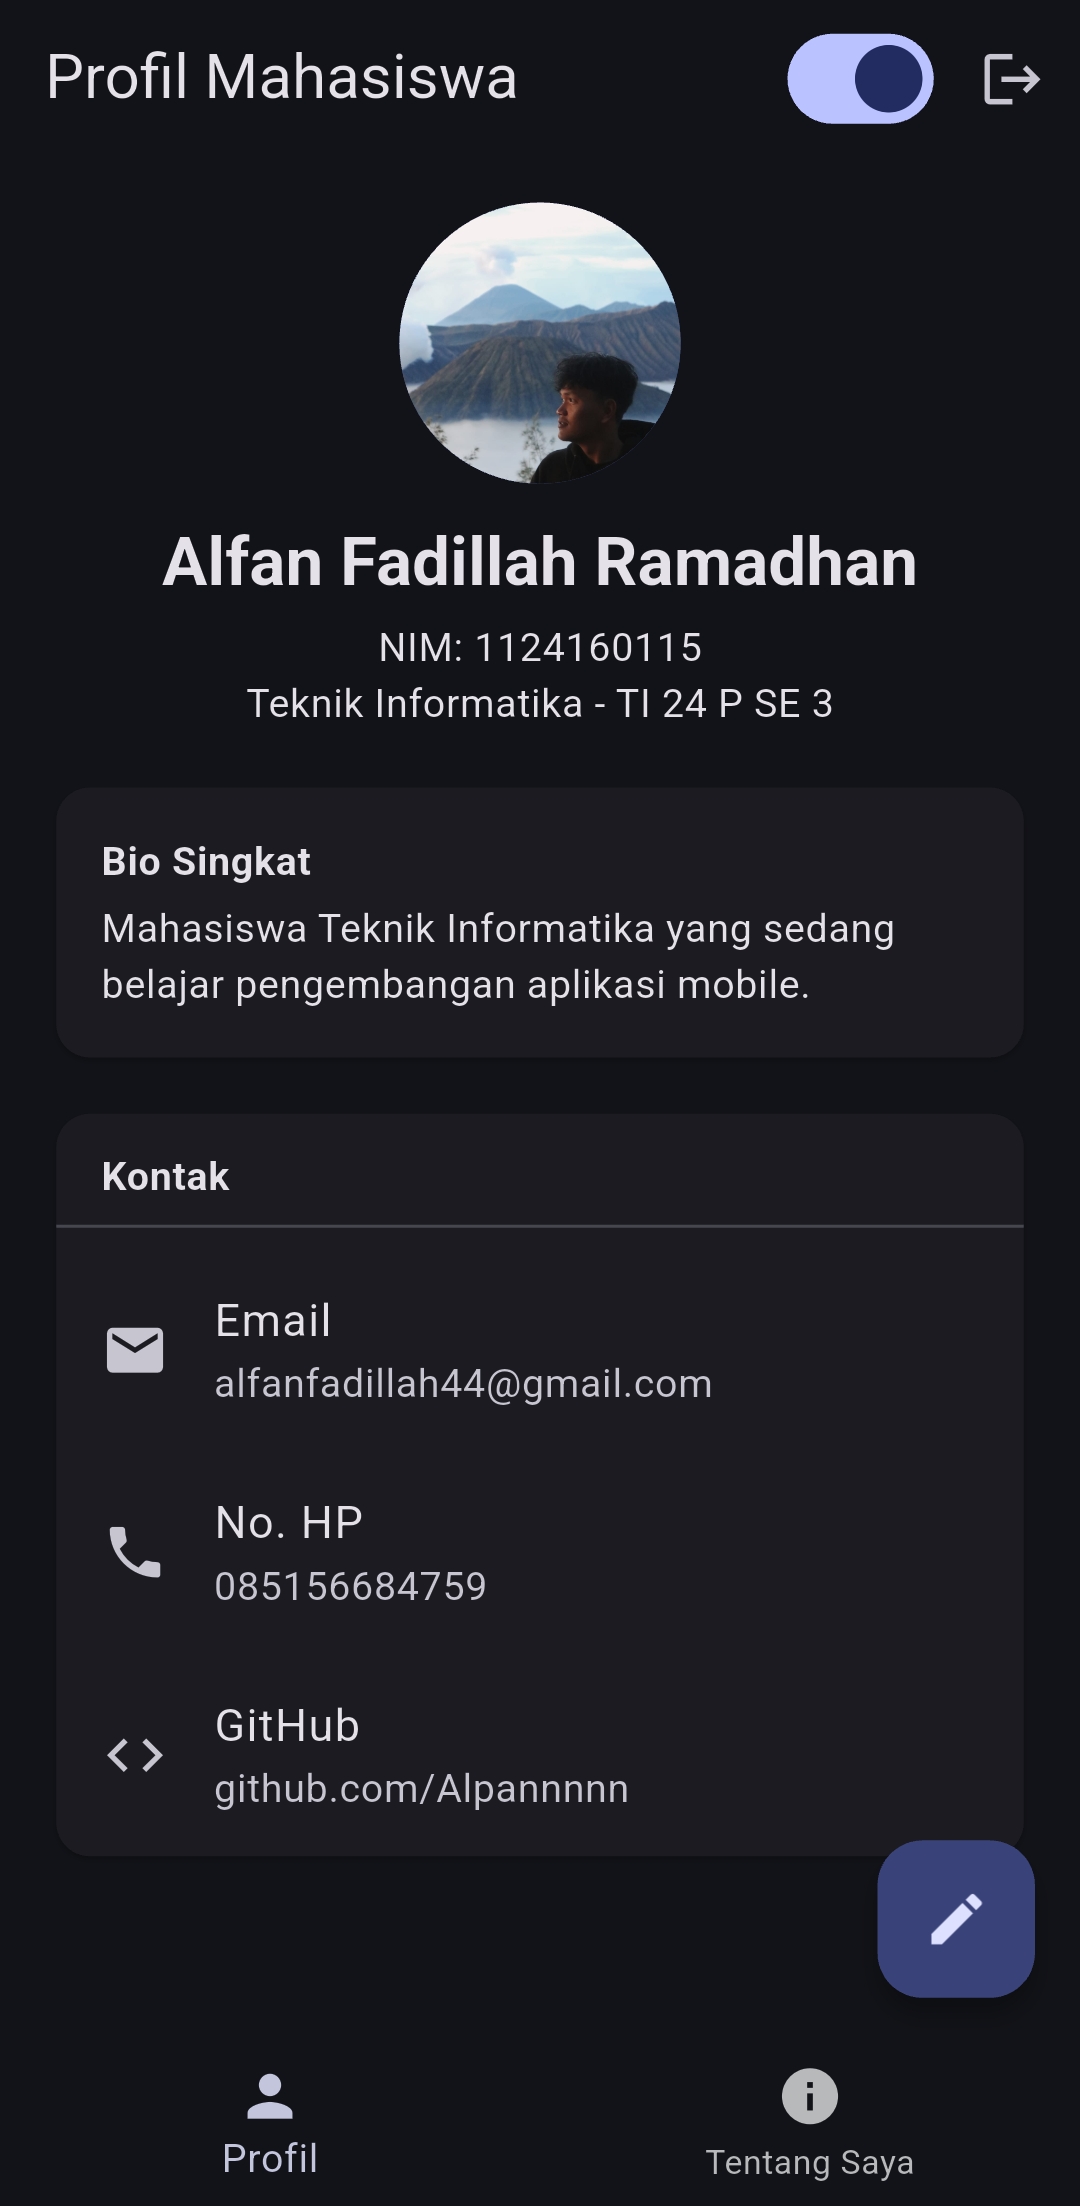 Profil Mahasiswa
Alfan Fadillah Ramadhan
NIM: 1124160115
Teknik Informatika - TI 24 P SE 3
Bio Singkat
Mahasiswa Teknik Informatika yang sedang
belajar pengembangan aplikasi mobile.
Kontak
Email
alfanfadillah44@gmail.com
No. HP
085156684759
GitHub
github.com/Alpannnnn
Profil
Tentang Saya